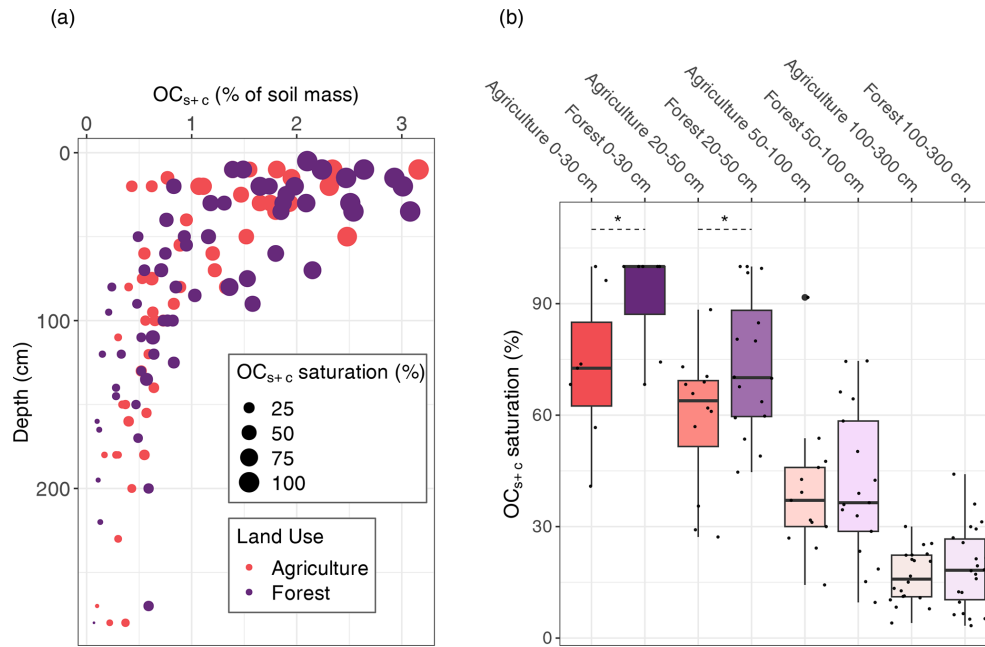 (a)
OCs+c (% of soil mass)
0 1 2 3
0
100
200
Depth (cm)
OCs+c saturation (%)
25
50
75
100
Land Use
Agriculture
Forest
(b)
Agriculture 0-30 cm
Forest 0-30 cm
Agriculture 20-50 cm
Forest 20-50 cm
Agriculture 50-100 cm
Forest 50-100 cm
Agriculture 100-300 cm
Forest 100-300 cm
* *
90
60
30
0
OCs+c saturation (%)